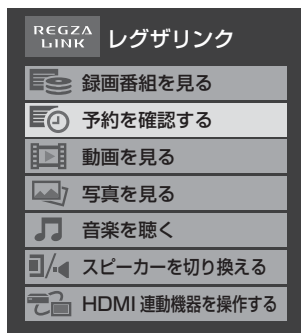 REGZA
LINK
レグザリンク
録画番組を見る
予約を確認する
動画を見る
写真を見る
音楽を聴く
スピーカーを切り換える
HDMI 連動機器を操作する